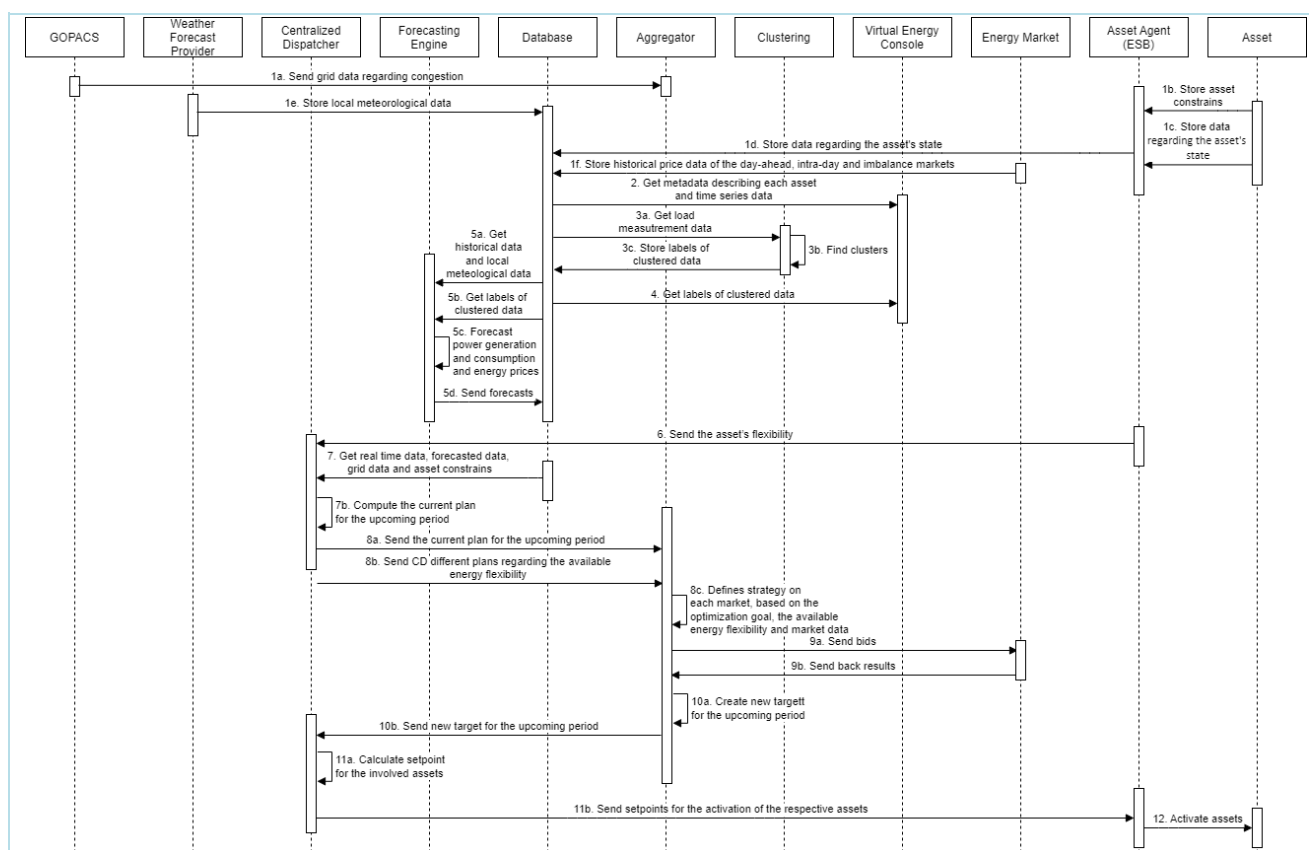 GOPACS
Weather
Forecast
Provider
Centralized
Dispatcher
Forecasting
Engine
Database
Aggregator
Clustering
Virtual Energy
Console
Energy Market
Asset Agent
(ESB)
Asset
1a. Send grid data regarding congestion
1e. Store local meteorological data
1b. Store asset
constrains
1c. Store data
regarding the asset's
state
1d. Store data regarding the asset's state
1f. Store historical price data of the day-ahead, intra-day and imbalance markets
2. Get metadata describing each asset
and time series data
3a. Get load
measutrement data
3b. Find clusters
3c. Store labels of
clustered data
5a. Get
historical data
and local
meteological data
4. Get labels of clustered data
5b. Get labels of
clustered data
5c. Forecast
power generation
and consumption
and energy prices
5d. Send forecasts
6. Send the asset's flexibility
7. Get real time data, forecasted data,
grid data and asset constrains
7b. Compute the current plan
for the upcoming period
8a. Send the current plan for the upcoming period
8b. Send CD different plans regarding the available
energy flexibility
8c. Defines strategy on
each market, based on the
optimization goal, the available
energy flexibility and market data
9a. Send bids
9b. Send back results
10a. Create new targett
for the upcoming period
10b. Send new target for the upcoming period
11a. Calculate setpoint
for the involved assets
11b. Send setpoints for the activation of the respective assets
12. Activate assets